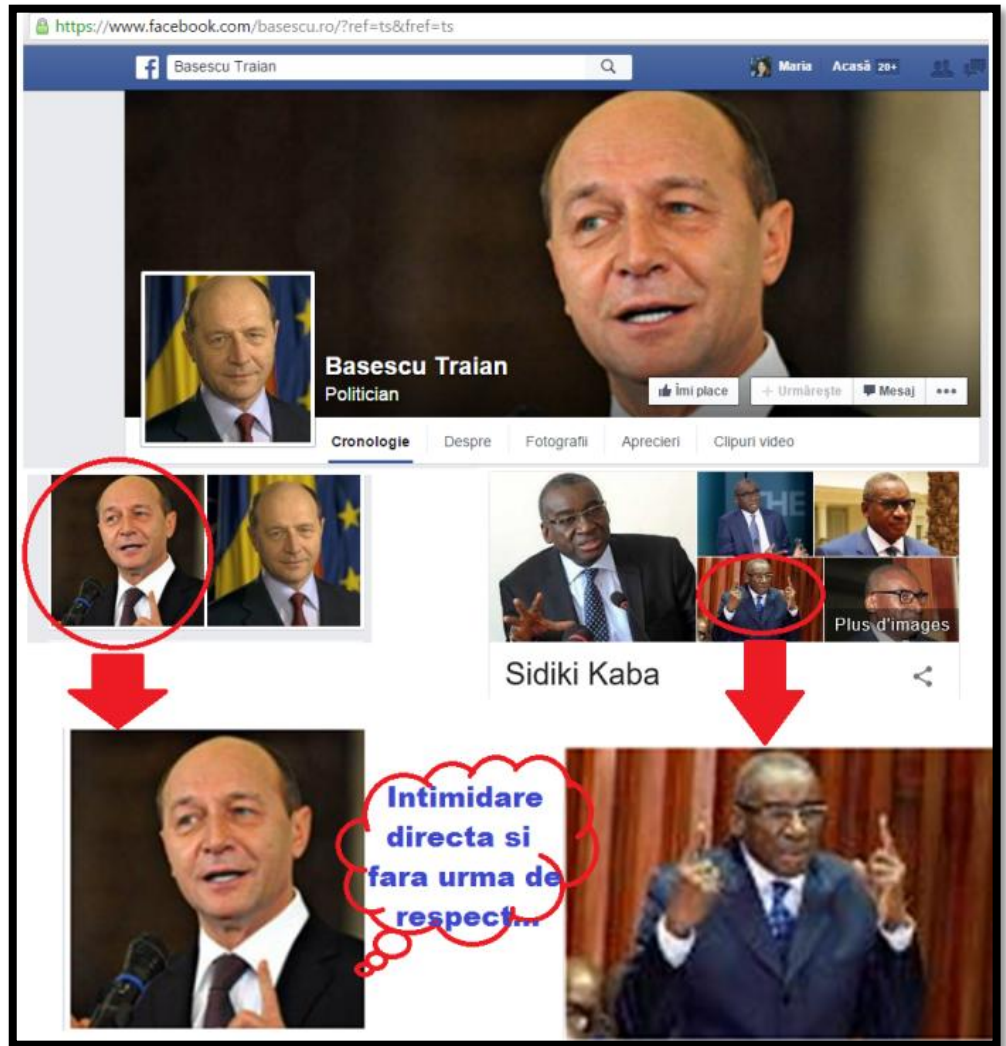 https://www.facebook.com/basescu.ro/?ref=ts&fref=ts
f Basescu Traian Maria Acasă 20+
Basescu Traian
Politician
Îmi place + Urmărește Mesaj
Cronologie Despre Fotografii Aprecieri Clipuri video
THE
Plus d'images
Sidiki Kaba
Intimidare
directa si
fara urma de
respect...